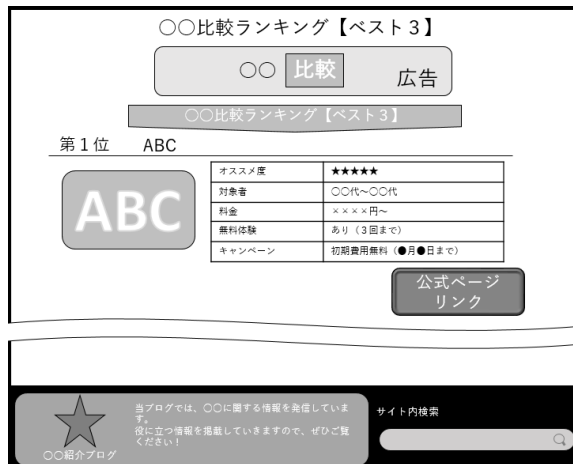 ○○比較ランキング【ベスト３】
○○ 比較 広告
○○比較ランキング【ベスト３】
第１位 ABC
ABC
オススメ度 ★★★★★
対象者 ○○代～○○代
料金 ××××円～
無料体験 あり（３回まで）
キャンペーン 初期費用無料（●月●日まで）
公式ページ
リンク
当ブログでは、○○に関する情報を発信していま
す。
役に立つ情報を掲載していきますので、ぜひご覧
ください！
○○紹介ブログ
サイト内検索